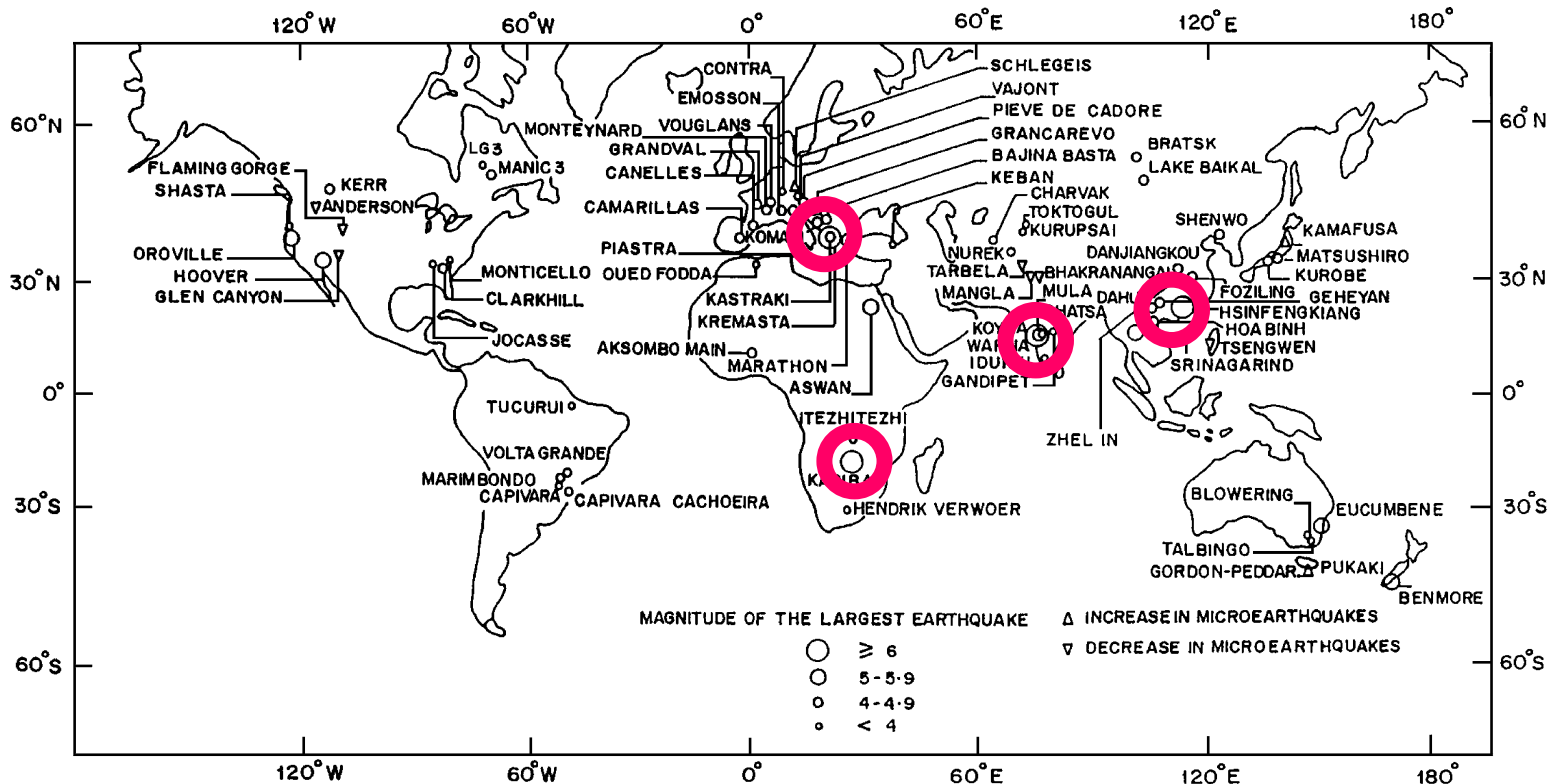 120°W 60°W 0° 60°E 120°E 180°
CONTRA
SCHLEGEIS
EMOSSON
VAJONT
PIEVE DE CADORE
60°N
MONTEYNARD
VOUGLANS
GRANCAREVO
60°N
LG3
GRANDVAL
BAJINA BASTA
BRATSK
FLAMING GORGE
MANIC 3
CANELLES
KEBAN
LAKE BAIKAL
SHASTA
KERR
CHARVAK
ANDERSON
CAMARILLAS
TOKTOGUL
SHENWO
KAMAFUSA
KURUPSAI
PIASTRA
NUREK
DANJIANGKOU
MATSUSHIRO
OROVILLE
OUED FODDA
TARBELA
KUROBE
HOOVER
MONTICELLO
30°N
GLEN CANYON
CLARKHILL
KASTRAKI
MANGLA
MULA
FOZILING
GEHEYAN
30°N
KREMASTA
HSINFENGKIANG
JOCASSE
HOABINH
AKSOMBO MAIN
MARATHON
TSENGWEN
ASWAN
GANDIPET
SRINAGARIND
0°
TUCURUI
0°
ITEZHITEZHI
ZHEL IN
VOLTA GRANDE
MARIMBONDO
CAPIVARA
CAPIVARA CACHOEIRA
BLOWERING
30°S
HENDRIK VERWOER
EUCUMBENE
30°S
TALBINGO
GORDON-PEDDAR
PUKAKI
BENMORE
MAGNITUDE OF THE LARGEST EARTHQUAKE
△ INCREASE IN MICROEARTHQUAKES
≥ 6
▽ DECREASE IN MICROEARTHQUAKES
60°S
5-5·9
60°S
4-4·9
< 4
120°W 60°W 0° 60°E 120°E 180°